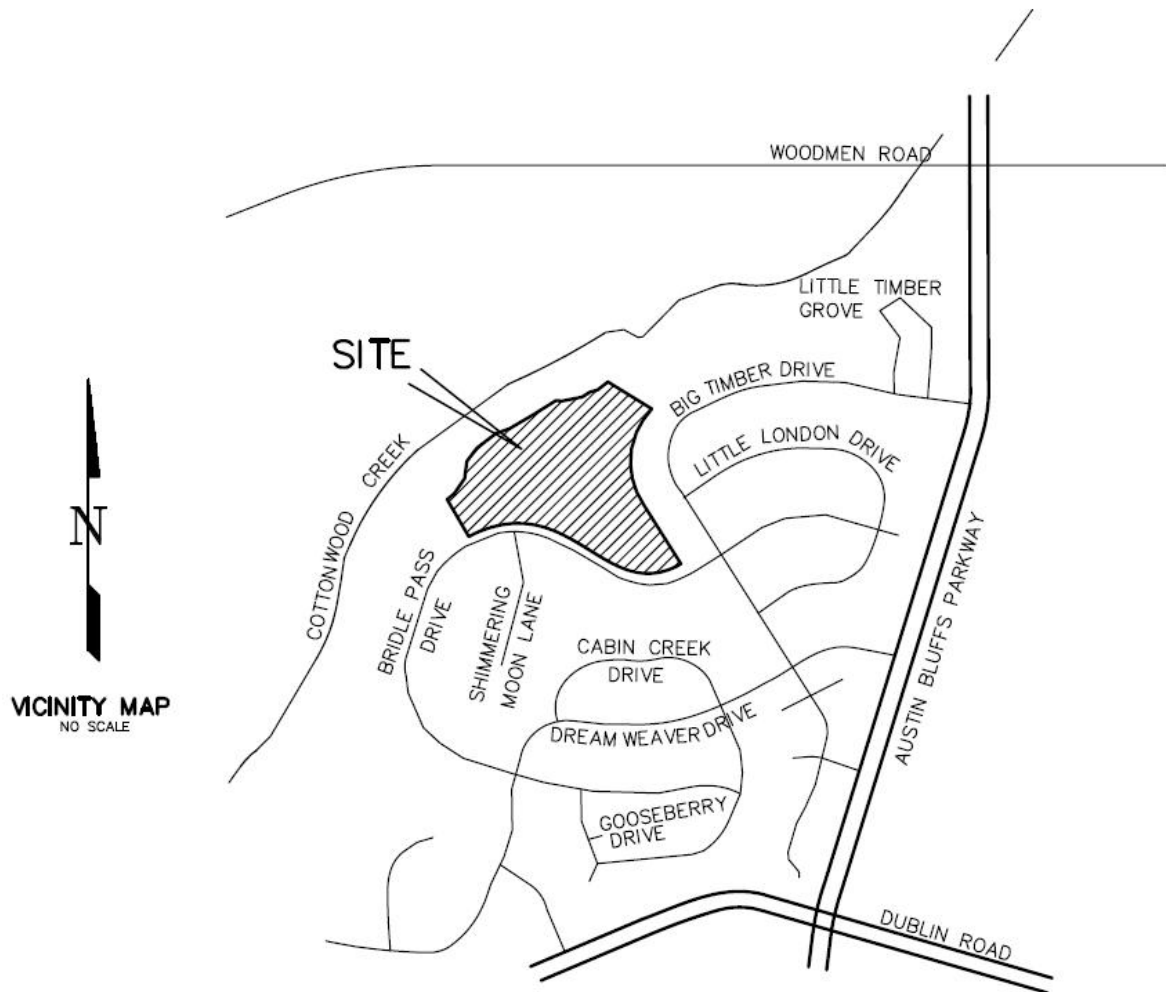 WOODMEN ROAD
LITTLE TIMBER
GROVE
SITE
BIG TIMBER DRIVE
LITTLE LONDON DRIVE
COTTONWOOD CREEK
N
BRIDLE PASS
DRIVE
SHIMMERING
MOON LANE
CABIN CREEK
DRIVE
AUSTIN BLUFFS PARKWAY
VICINITY MAP
NO SCALE
DREAM WEAVER DRIVE
GOOSEBERRY
DRIVE
DUBLIN ROAD